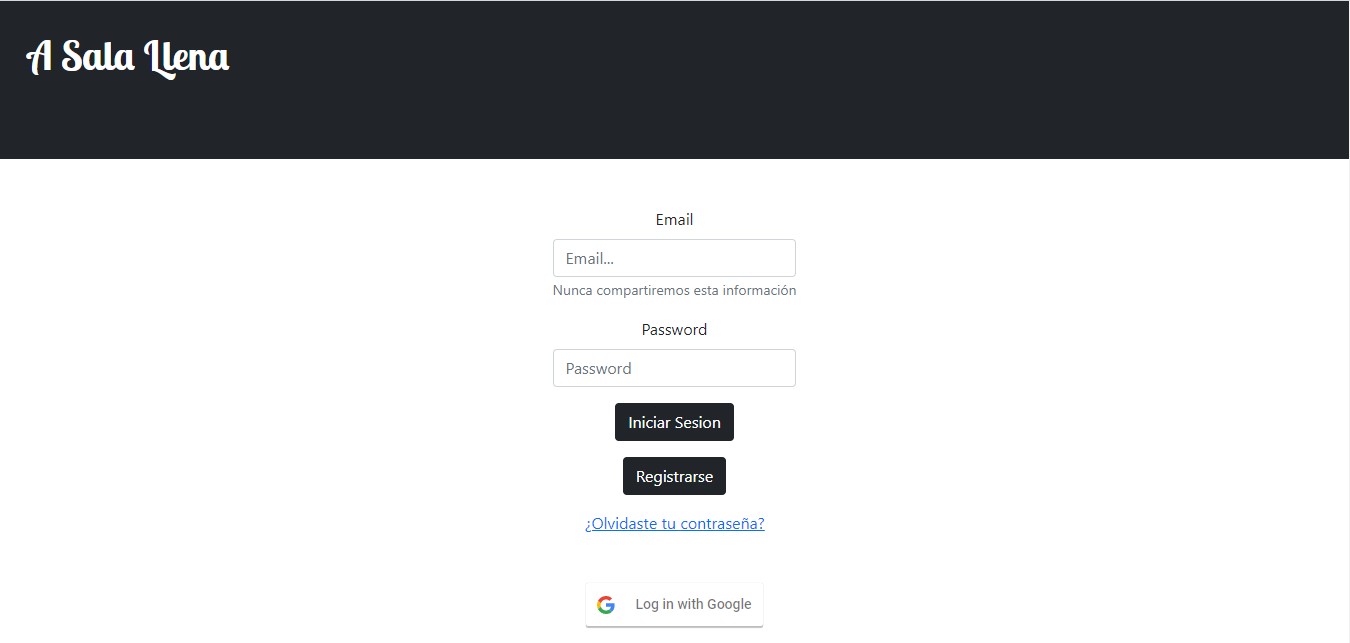 A Sala Llena
Email
Email...
Nunca compartiremos esta información
Password
Password
Iniciar Sesion
Registrarse
¿Olvidaste tu contraseña?
Log in with Google